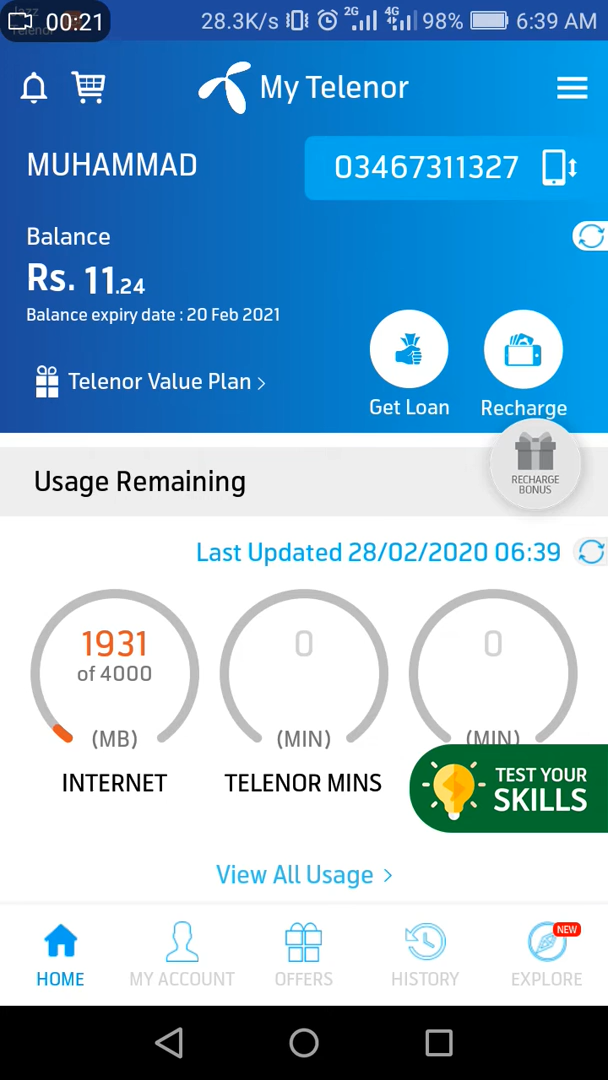 00:21
Jazz
Telenor
28.3K/s 2G 4G 98% 6:39 AM
My Telenor
MUHAMMAD 03467311327
Balance
Rs. 11.24
Balance expiry date : 20 Feb 2021
Telenor Value Plan >
Get Loan Recharge
RECHARGE
BONUS
Usage Remaining
Last Updated 28/02/2020 06:39
1931 0 0
of 4000
(MB) (MIN) (MIN)
INTERNET TELENOR MINS
TEST YOUR
SKILLS
View All Usage >
NEW
HOME MY ACCOUNT OFFERS HISTORY EXPLORE